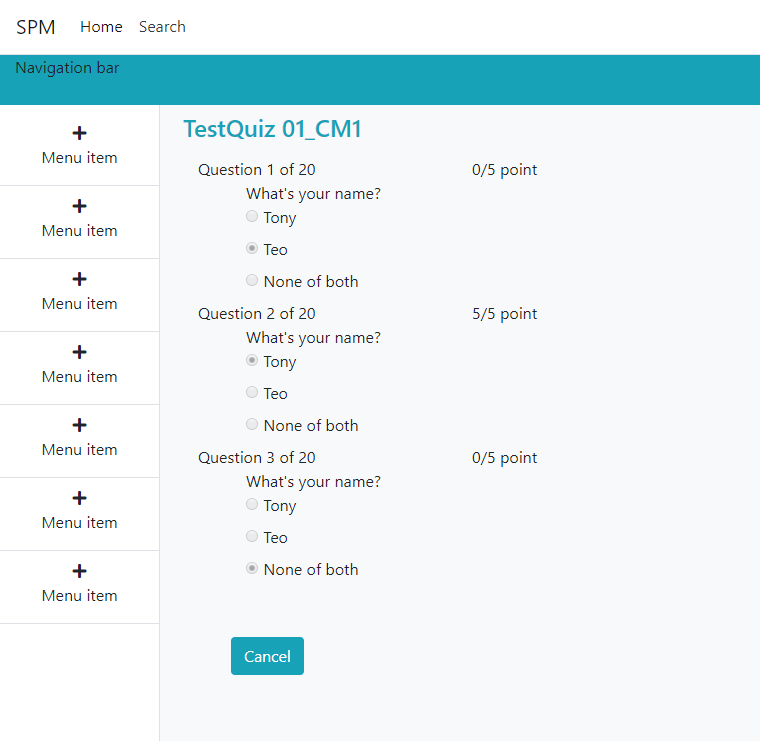 SPM Home Search
Navigation bar
Menu item
Menu item
Menu item
Menu item
Menu item
Menu item
Menu item
TestQuiz 01_CM1
Question 1 of 20 0/5 point
What's your name?
Tony
Teo
None of both
Question 2 of 20 5/5 point
What's your name?
Tony
Teo
None of both
Question 3 of 20 0/5 point
What's your name?
Tony
Teo
None of both
Cancel